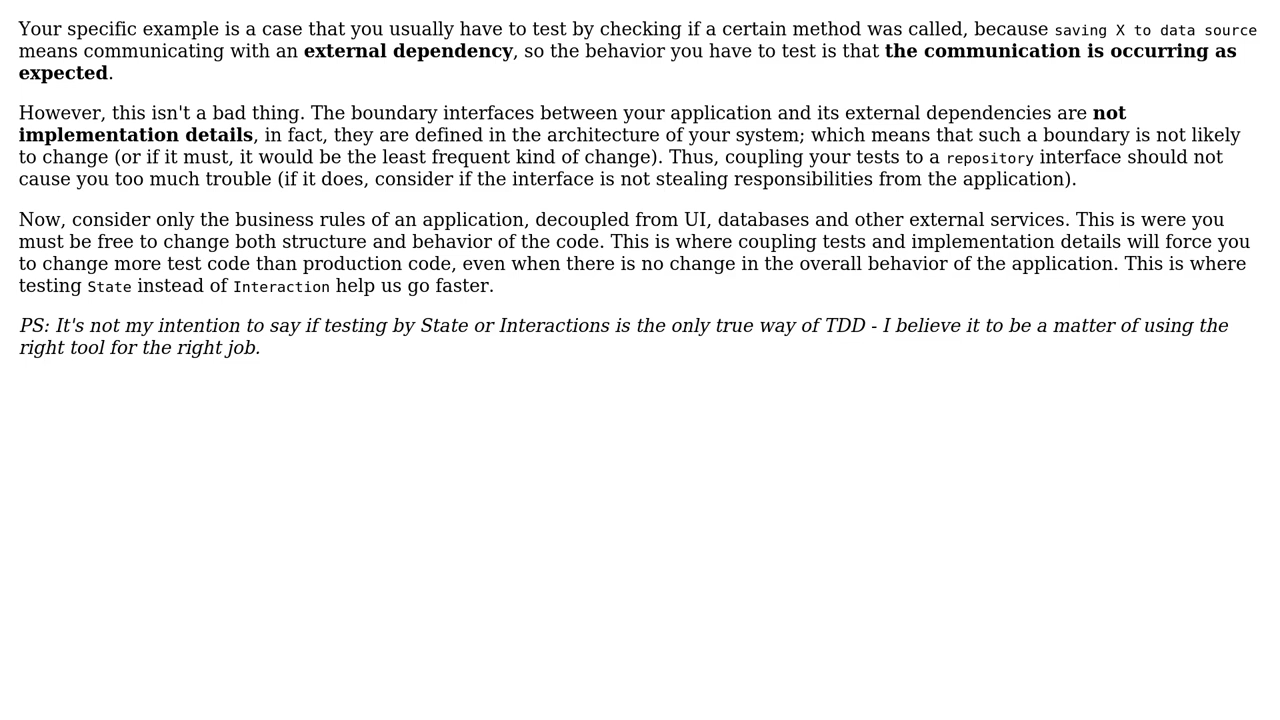 Your specific example is a case that you usually have to test by checking if a certain method was called, because saving X to data source
means communicating with an external dependency, so the behavior you have to test is that the communication is occurring as
expected.
However, this isn't a bad thing. The boundary interfaces between your application and its external dependencies are not
implementation details, in fact, they are defined in the architecture of your system; which means that such a boundary is not likely
to change (or if it must, it would be the least frequent kind of change). Thus, coupling your tests to a repository interface should not
cause you too much trouble (if it does, consider if the interface is not stealing responsibilities from the application).
Now, consider only the business rules of an application, decoupled from UI, databases and other external services. This is were you
must be free to change both structure and behavior of the code. This is where coupling tests and implementation details will force you
to change more test code than production code, even when there is no change in the overall behavior of the application. This is where
testing State instead of Interaction help us go faster.
PS: It's not my intention to say if testing by State or Interactions is the only true way of TDD - I believe it to be a matter of using the
right tool for the right job.